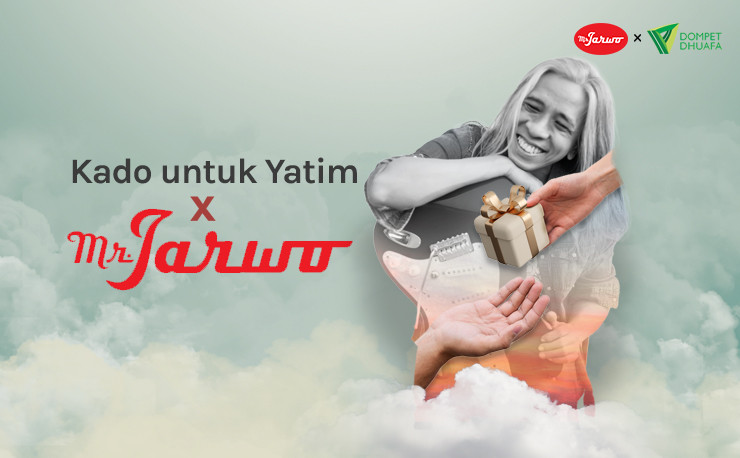 Mr. Jarwo x DOMPET
DHUAFA
Kado untuk Yatim
X
Mr. Jarwo